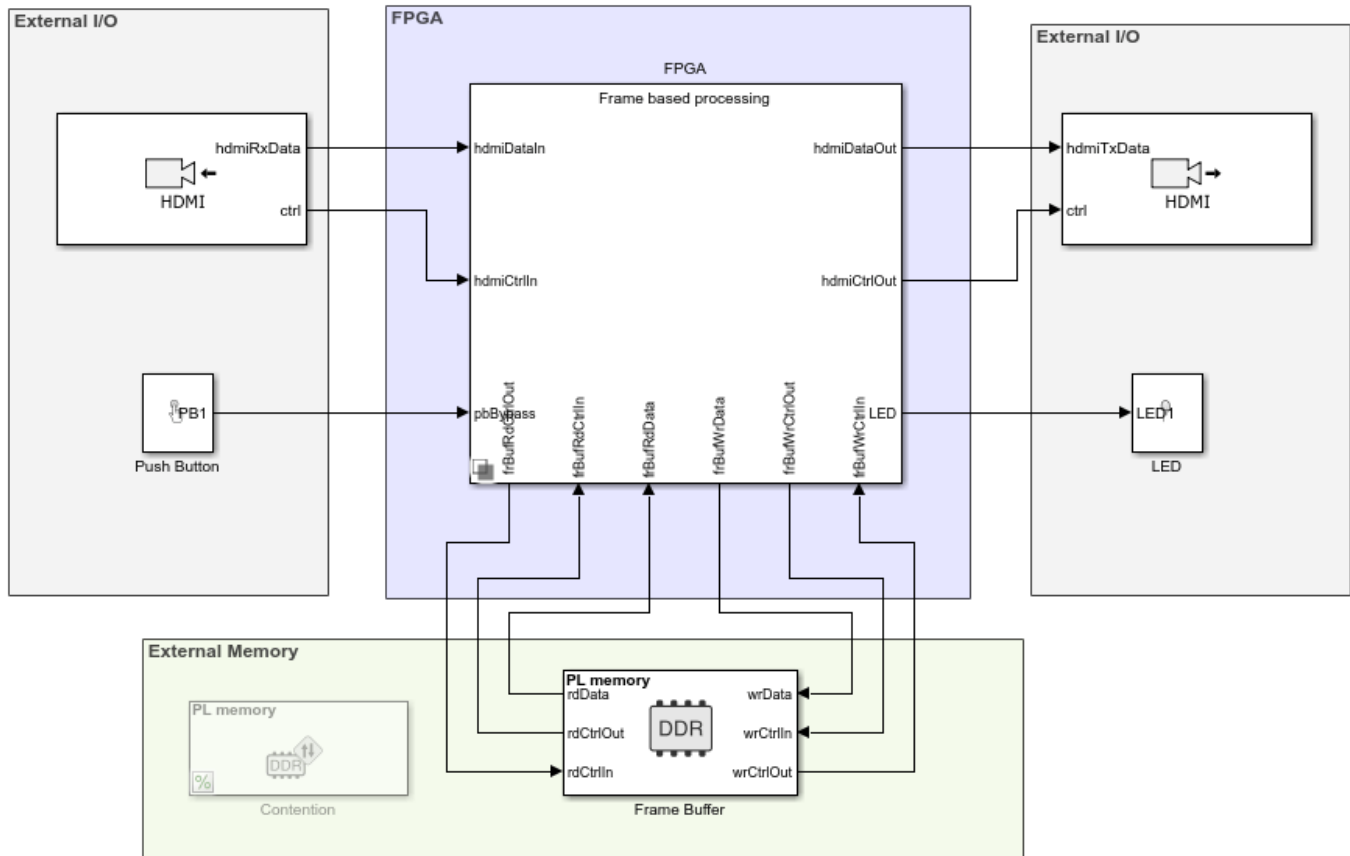 External I/O
HDMI
hdmiRxData
ctrl
PB1
Push Button
FPGA
FPGA
Frame based processing
hdmiDataIn
hdmiCtrlIn
pbBypass
hdmiDataOut
hdmiCtrlOut
LED
frBufRdCtrlOut
frBufRdCtrlIn
frBufRdData
frBufWrData
frBufWrCtrlOut
frBufWrCtrlIn
External I/O
hdmiTxData
ctrl
HDMI
LED1
LED
External Memory
PL memory
DDR
%
Contention
PL memory
rdData
rdCtrlOut
rdCtrlIn
DDR
wrData
wrCtrlIn
wrCtrlOut
Frame Buffer